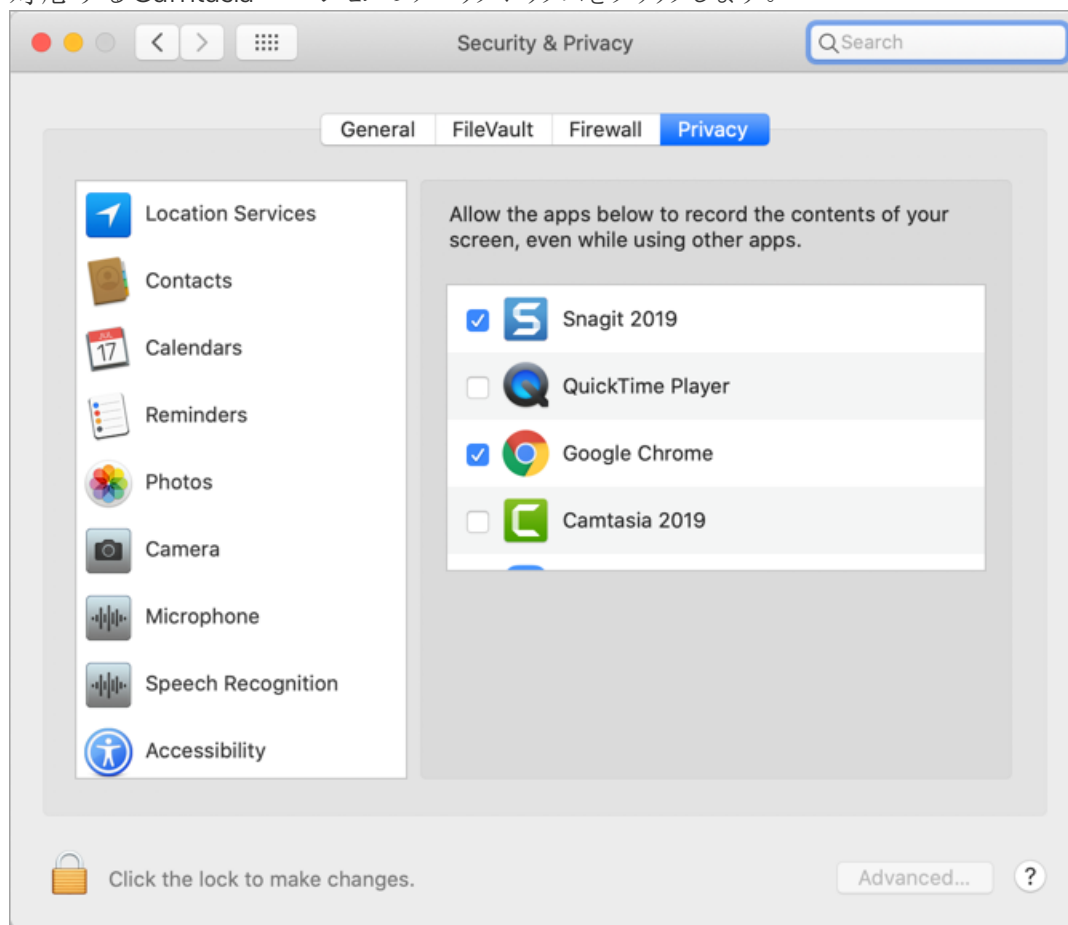 Security & Privacy
Search
General FileVault Firewall Privacy
Location Services
Contacts
JUL
17
Calendars
Reminders
Photos
Camera
Microphone
Speech Recognition
Accessibility
Allow the apps below to record the contents of your
screen, even while using other apps.
Snagit 2019
QuickTime Player
Google Chrome
Camtasia 2019
Click the lock to make changes.
Advanced...
?